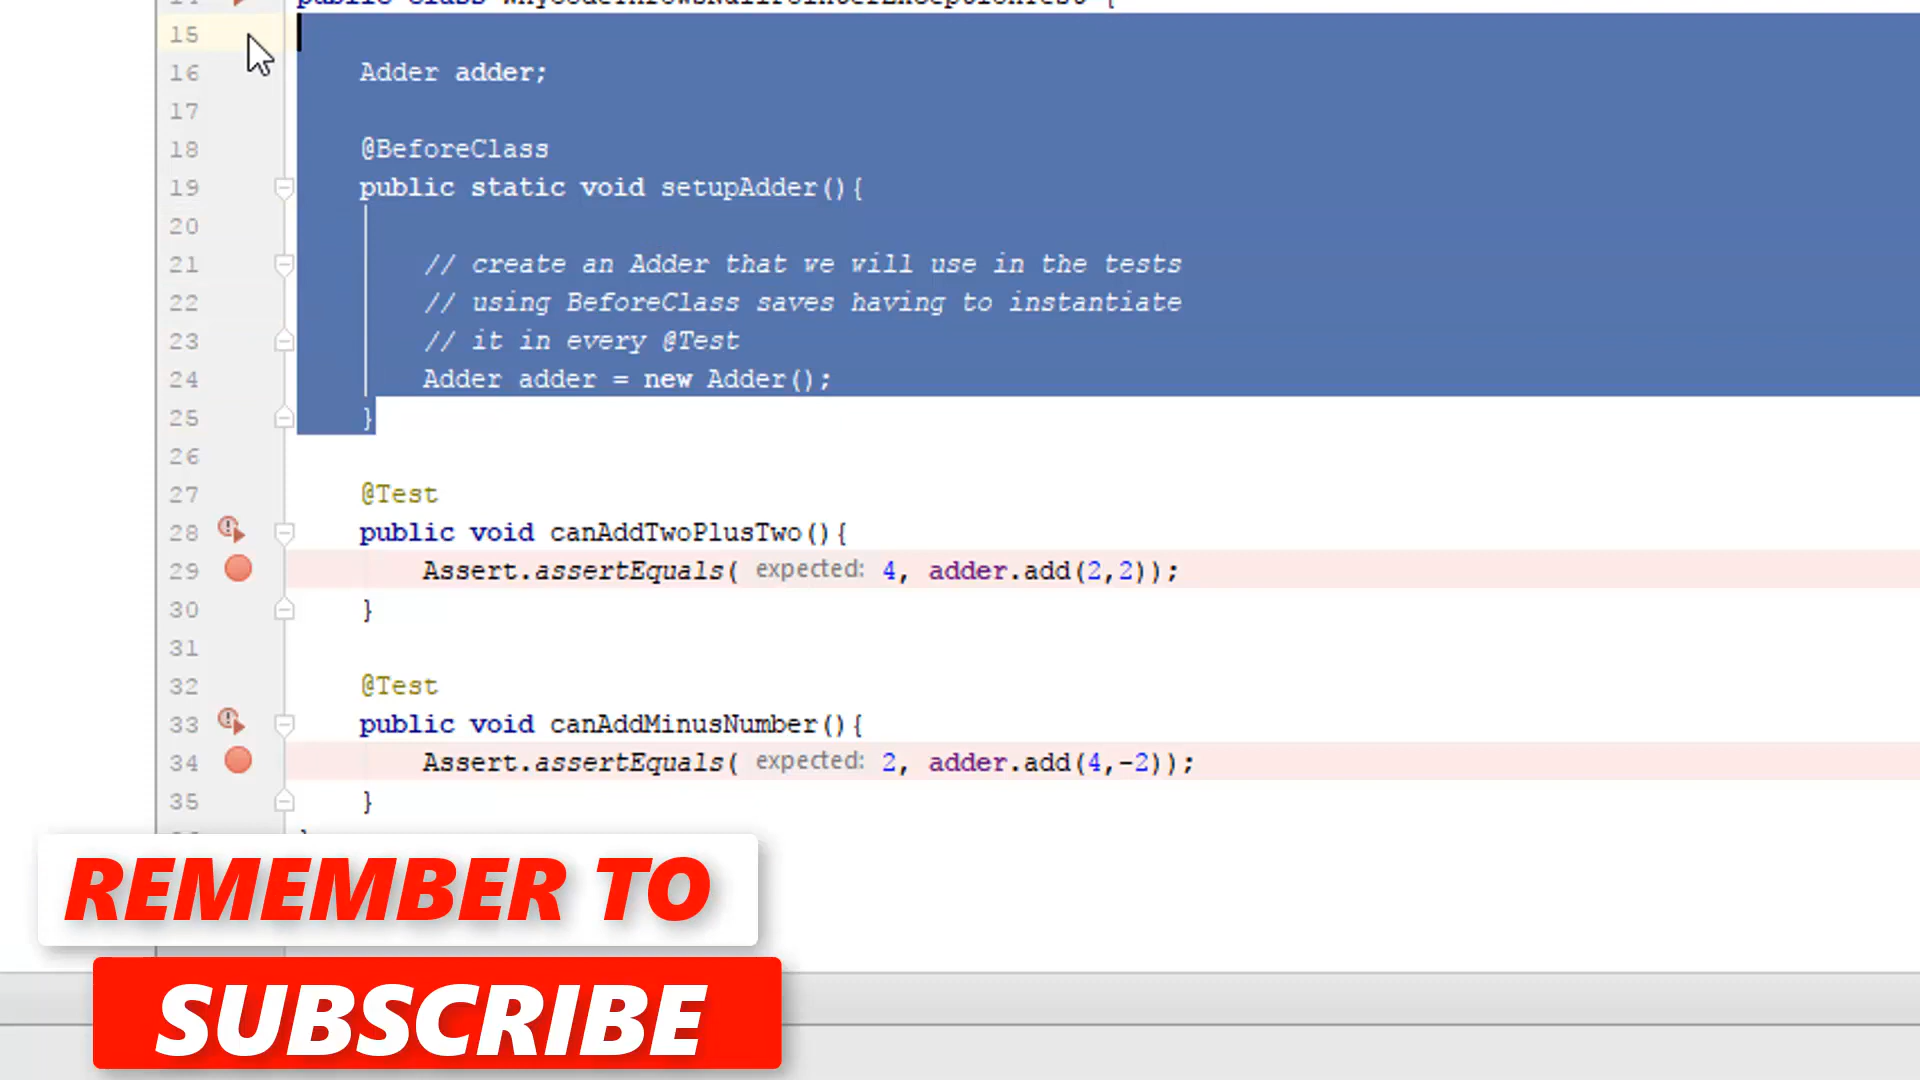 public class WhyCodeThrowsNullPointerExceptionTest {
15
16 Adder adder;
17
18 @BeforeClass
19 public static void setupAdder(){
20
21 // create an Adder that we will use in the tests
22 // using BeforeClass saves having to instantiate
23 // it in every @Test
24 Adder adder = new Adder();
25 }
26
27 @Test
28 public void canAddTwoPlusTwo(){
29 Assert.assertEquals( expected: 4, adder.add(2,2));
30 }
31
32 @Test
33 public void canAddMinusNumber(){
34 Assert.assertEquals( expected: 2, adder.add(4,-2));
35 }
REMEMBER TO
SUBSCRIBE